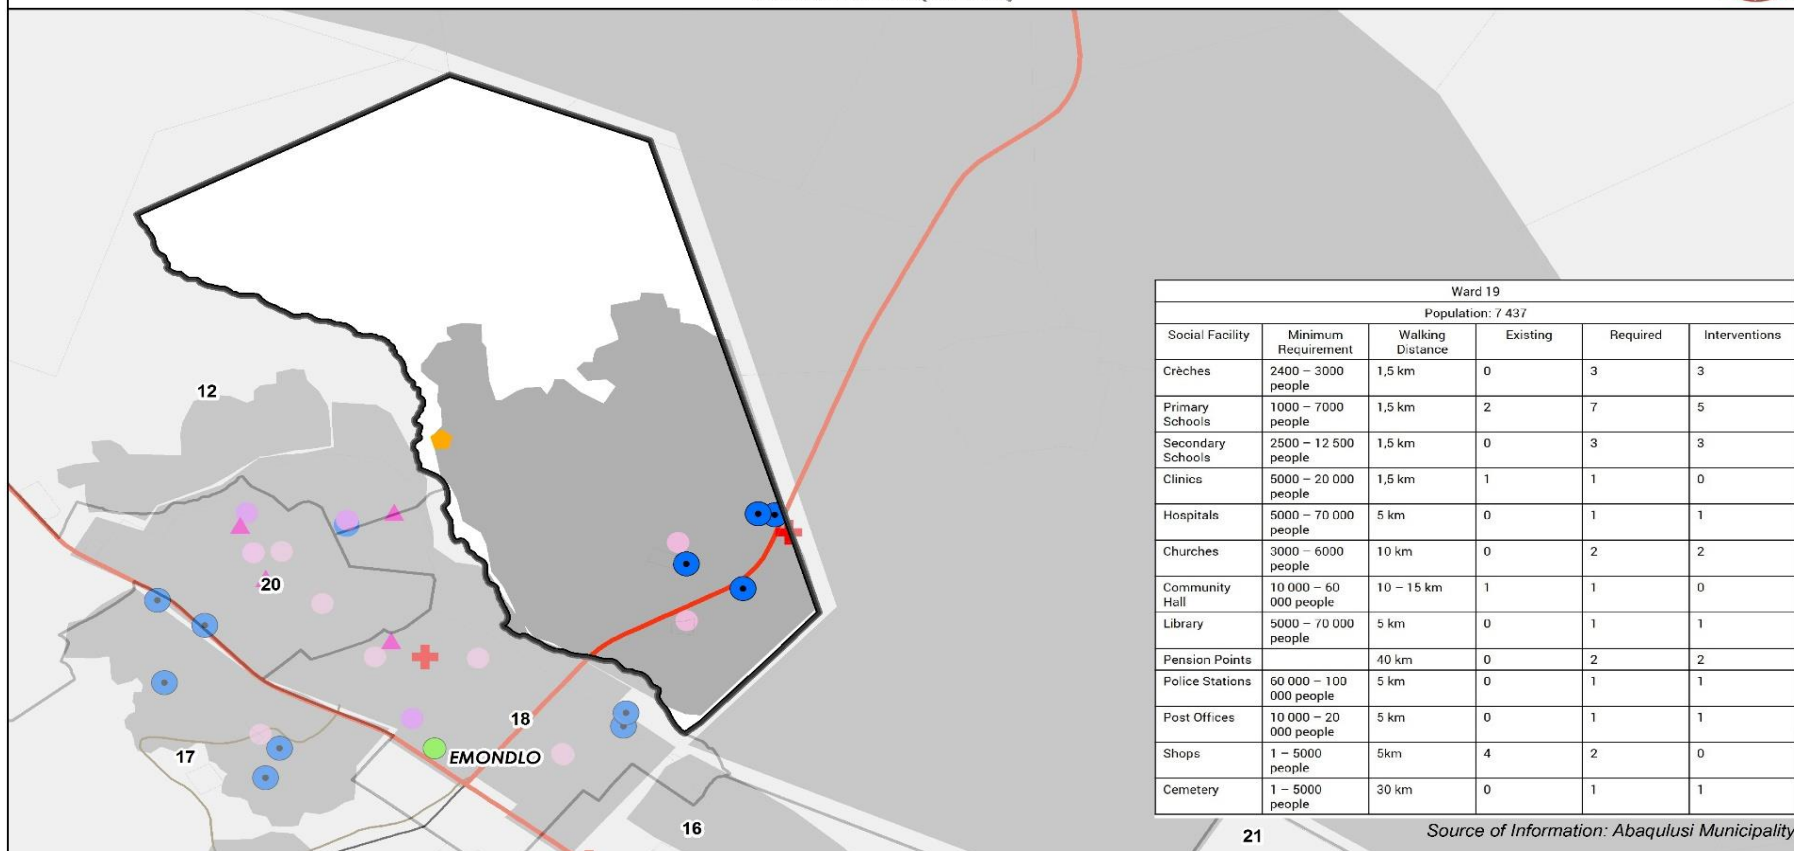 Ward 19
Population: 7 437
Social Facility Minimum Requirement Walking Distance Existing Required Interventions
Crèches 2400 – 3000 people 1,5 km 0 3 3
Primary Schools 1000 – 7000 people 1,5 km 2 7 5
Secondary Schools 2500 – 12 500 people 1,5 km 0 3 3
Clinics 5000 – 20 000 people 1,5 km 1 1 0
Hospitals 5000 – 70 000 people 5 km 0 1 1
Churches 3000 – 6000 people 10 km 0 2 2
Community Hall 10 000 – 60 000 people 10 – 15 km 1 1 0
Library 5000 – 70 000 people 5 km 0 1 1
Pension Points 40 km 0 2 2
Police Stations 60 000 – 100 000 people 5 km 0 1 1
Post Offices 10 000 – 20 000 people 5 km 0 1 1
Shops 1 – 5000 people 5km 4 2 0
Cemetery 1 – 5000 people 30 km 0 1 1
12
20
18
17
EMONDLO
16
21
Source of Information: Abaqulusi Municipality